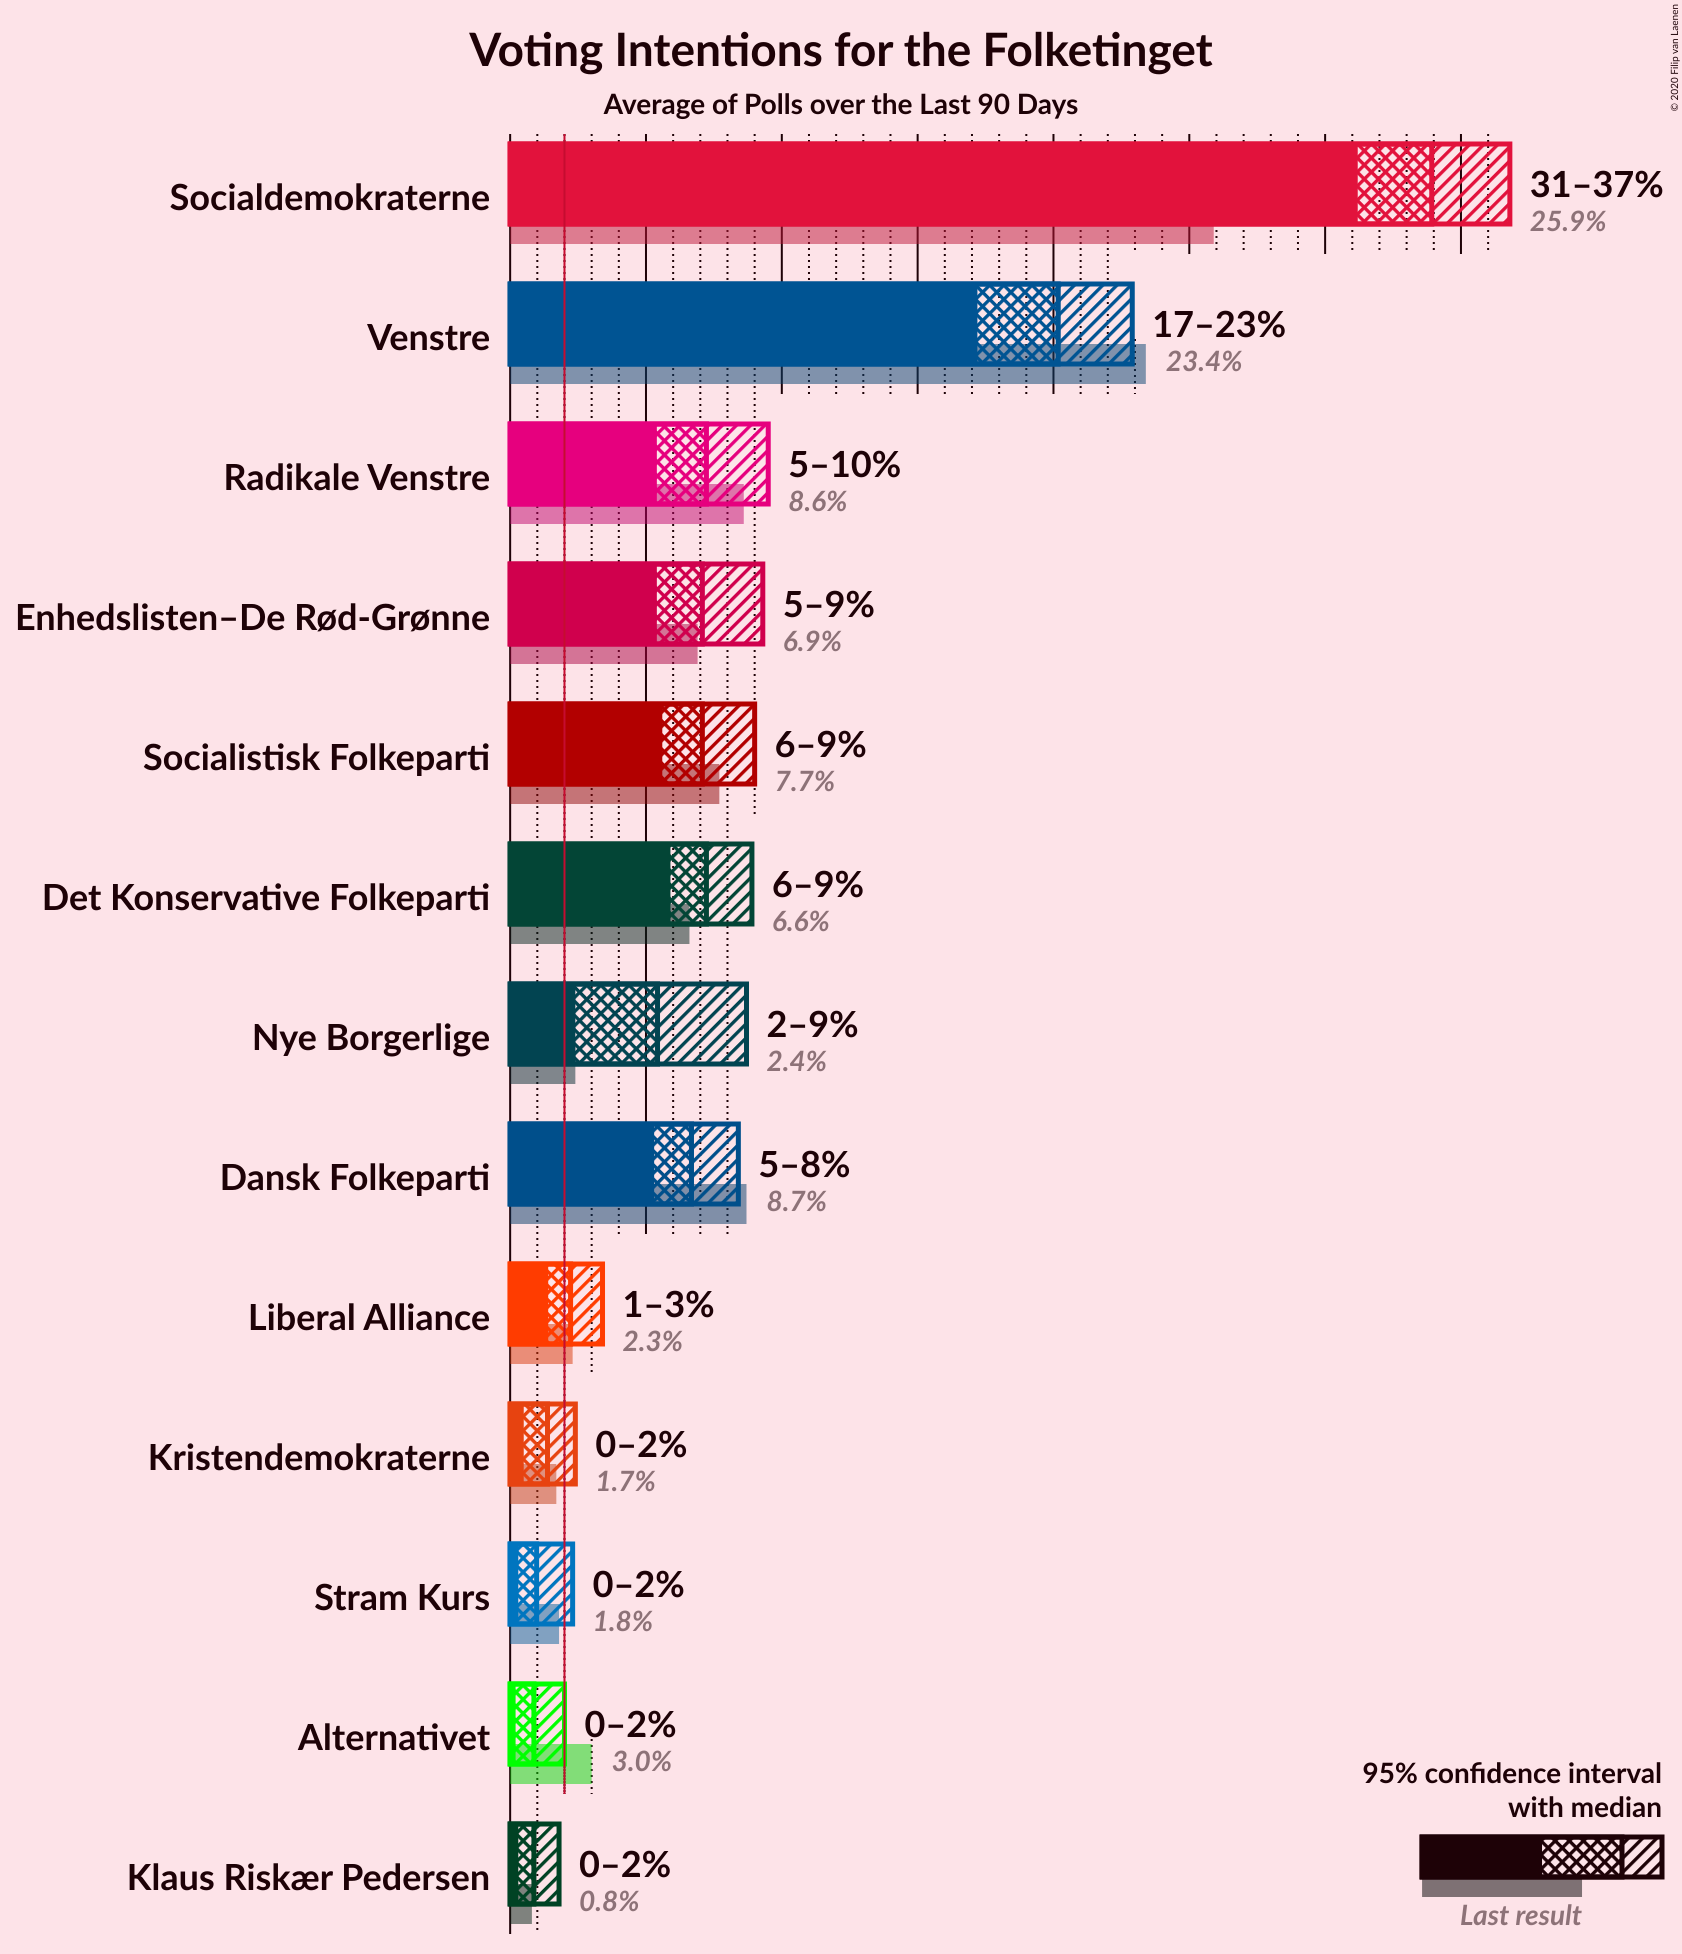 © 2020 Filip van Laenen
Voting Intentions for the Folketinget
Average of Polls over the Last 90 Days
Socialdemokraterne
31–37%
25.9%
Venstre
17–23%
23.4%
Radikale Venstre
5–10%
8.6%
Enhedslisten–De Rød-Grønne
5–9%
6.9%
Socialistisk Folkeparti
6–9%
7.7%
Det Konservative Folkeparti
6–9%
6.6%
Nye Borgerlige
2–9%
2.4%
Dansk Folkeparti
5–8%
8.7%
Liberal Alliance
1–3%
2.3%
Kristendemokraterne
0–2%
1.7%
Stram Kurs
0–2%
1.8%
Alternativet
0–2%
3.0%
Klaus Riskær Pedersen
0–2%
0.8%
95% confidence interval
with median
Last result